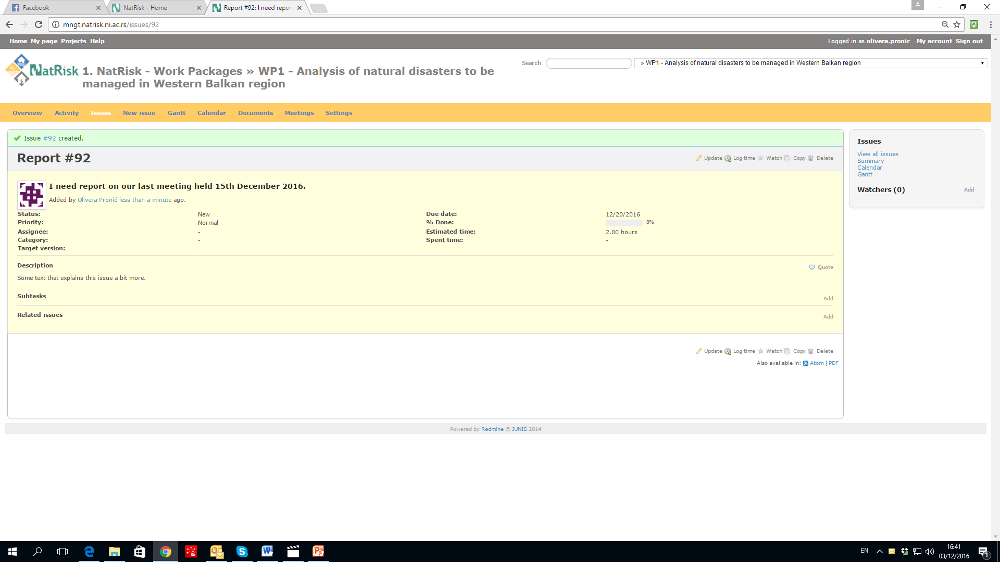 Facebook
NatRisk - Home
Report #92: I need repor
mngt.natrisk.ni.ac.rs/issues/92
Home My page Projects Help
Logged in as olivera.pronic My account Sign out
NatRisk
1. NatRisk - Work Packages » WP1 - Analysis of natural disasters to be
managed in Western Balkan region
Search
» WP1 - Analysis of natural disasters to be managed in Western Balkan region
Overview Activity Issues New issue Gantt Calendar Documents Meetings Settings
Issue #92 created.
Report #92
Update Log time Watch Copy Delete
I need report on our last meeting held 15th December 2016.
Added by Olivera Pronić less than a minute ago.
Status: New Due date: 12/20/2016
Priority: Normal % Done: 0%
Assignee: - Estimated time: 2.00 hours
Category: - Spent time: -
Target version: -
Description
Quote
Some text that explains this issue a bit more.
Subtasks
Add
Related issues
Add
Update Log time Watch Copy Delete
Also available in: Atom | PDF
Issues
View all issues
Summary
Calendar
Gantt
Watchers (0) Add
Powered by Redmine © JUNIS 2014
EN
16:41
03/12/2016
1